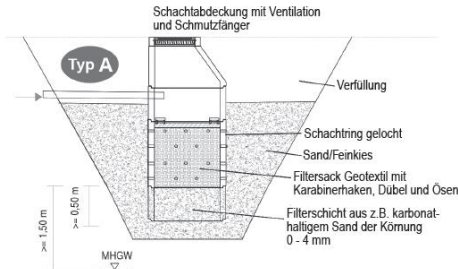 Schachtabdeckung mit Ventilation
und Schmutzfänger
Typ A
Verfüllung
Schachtring gelocht
Sand/Feinkies
Filtersack Geotextil mit
Karabinerhaken, Dübel und Ösen
Filterschicht aus z.B. karbonat-
haltigem Sand der Körnung
0 - 4 mm
>= 0,50 m
>= 1,50 m
MHGW